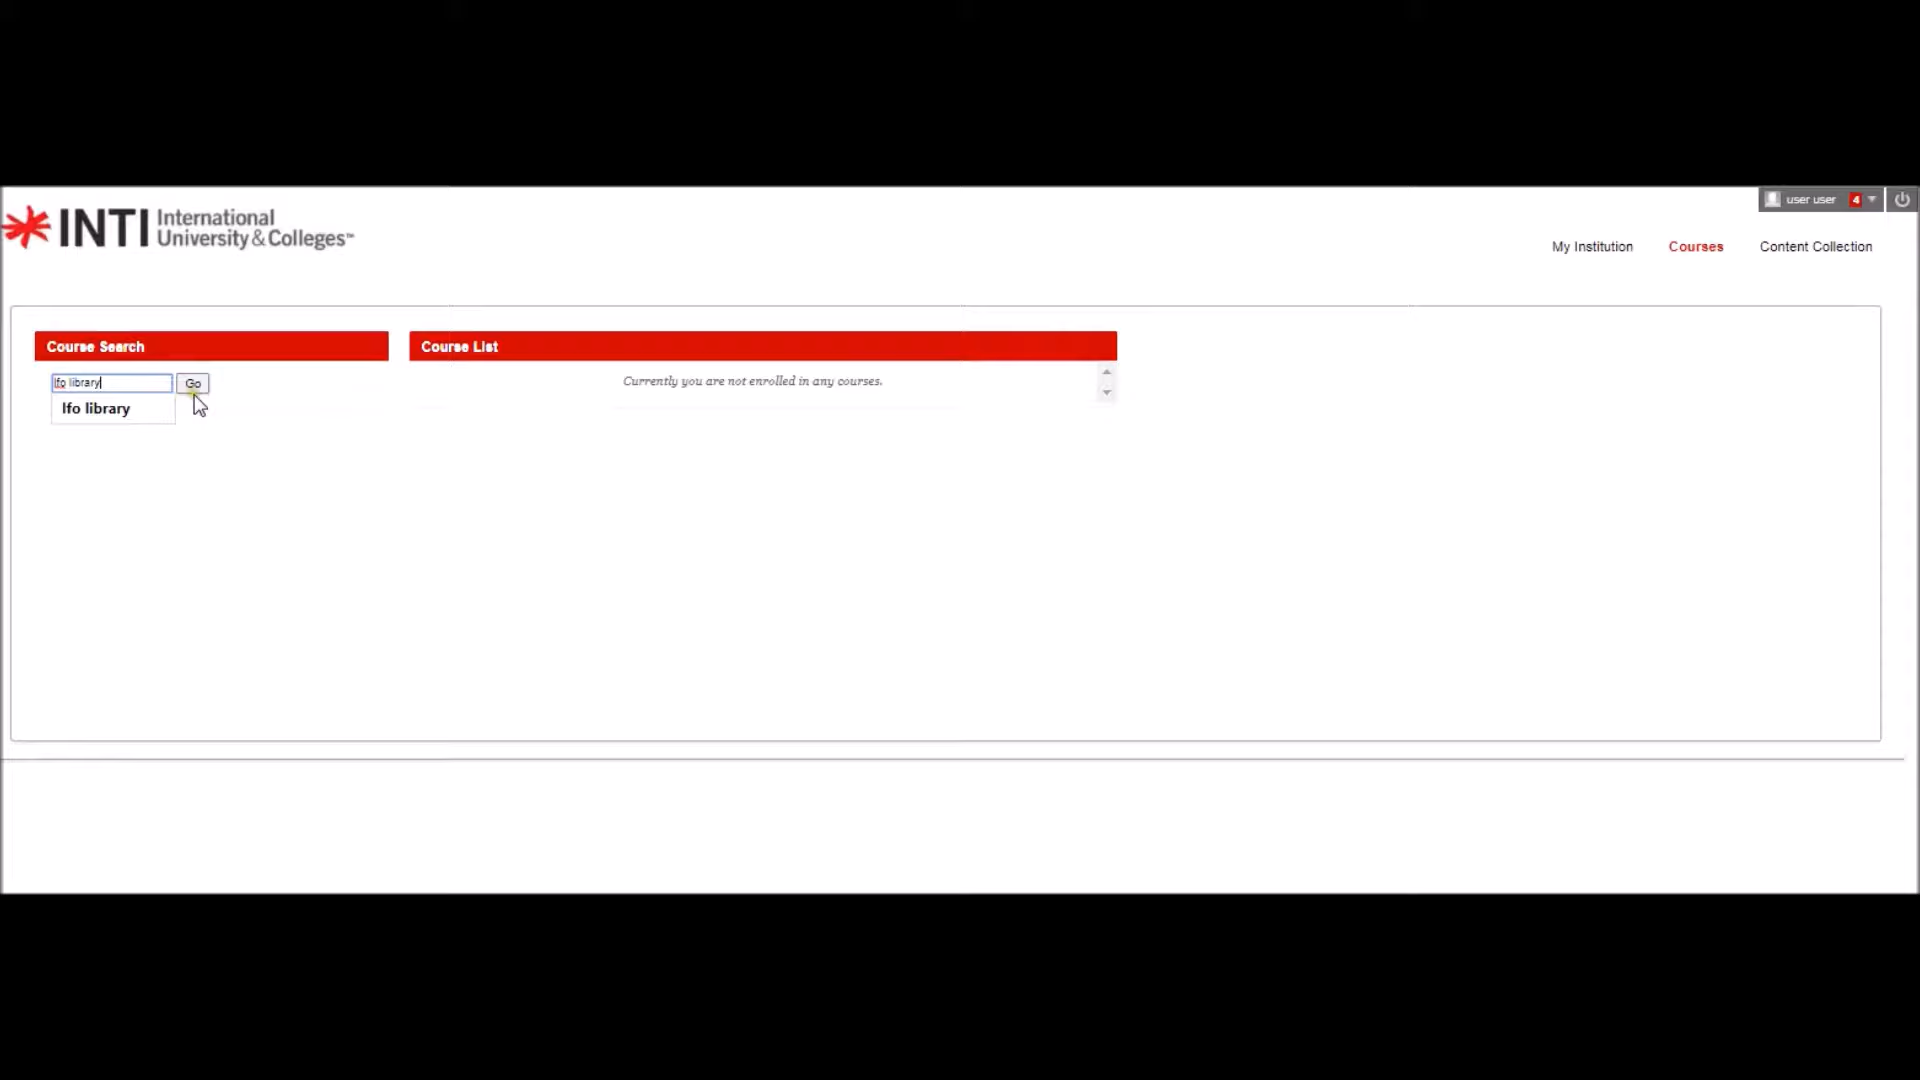 INTI International
University & Colleges™
user user 4
My Institution Courses Content Collection
Course Search
Course List
lfo library
Go
Currently you are not enrolled in any courses.
lfo library